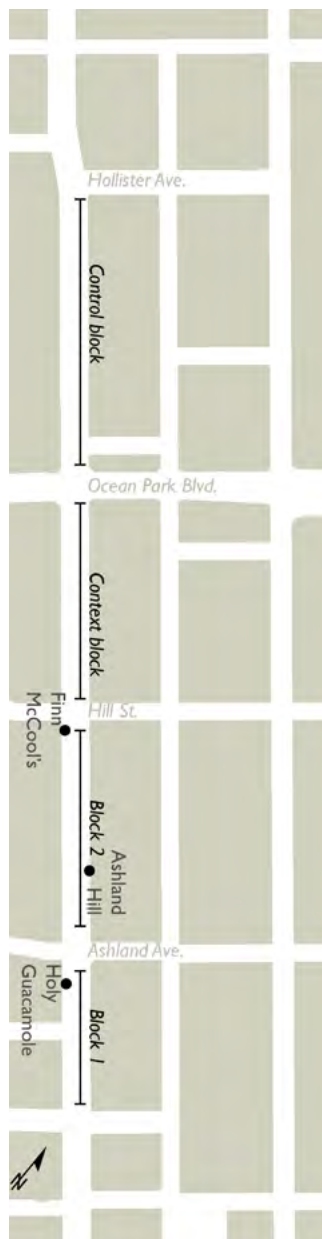 Hollister Ave.
Control block
Ocean Park Blvd.
Context block
Hill St.
Finn
McCool's
Block 2
Ashland
Hill
Ashland Ave.
Holy
Guacamole
Block 1
N